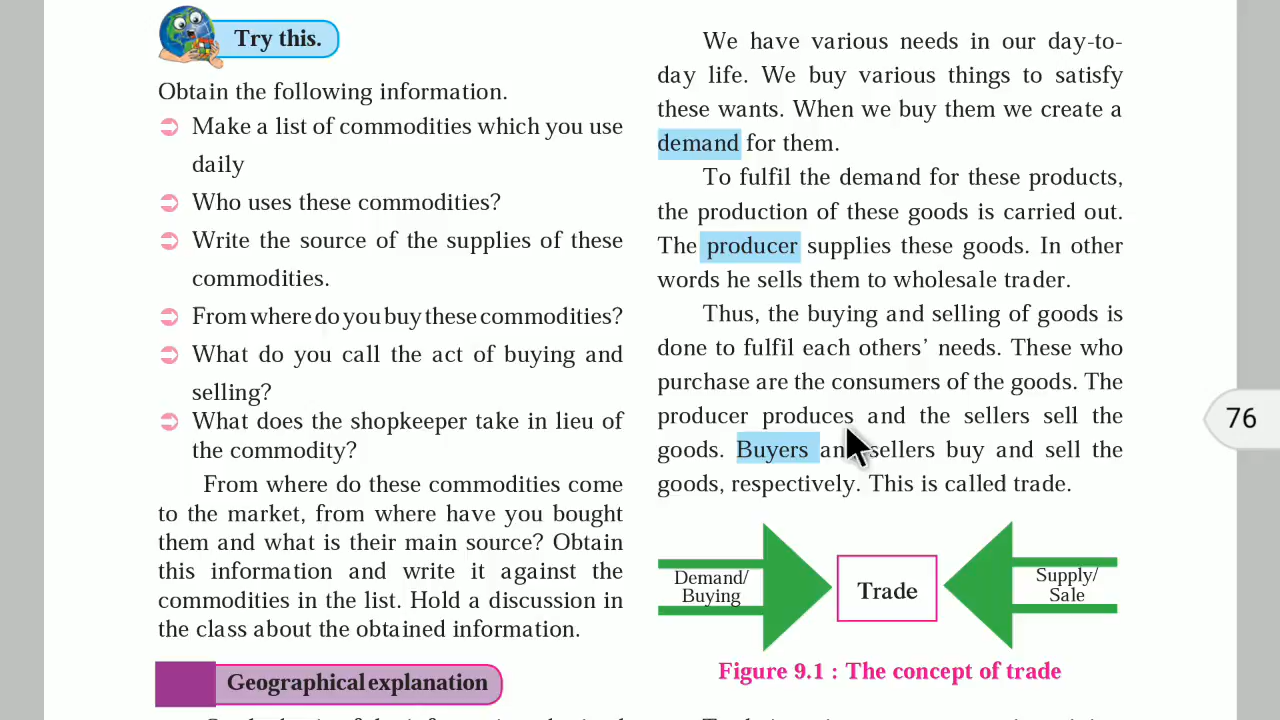 Try this.
Obtain the following information.
Make a list of commodities which you use
daily
Who uses these commodities?
Write the source of the supplies of these
commodities.
From where do you buy these commodities?
What do you call the act of buying and
selling?
What does the shopkeeper take in lieu of
the commodity?
From where do these commodities come
to the market, from where have you bought
them and what is their main source? Obtain
this information and write it against the
commodities in the list. Hold a discussion in
the class about the obtained information.
Geographical explanation
We have various needs in our day-to-
day life. We buy various things to satisfy
these wants. When we buy them we create a
demand for them.
To fulfil the demand for these products,
the production of these goods is carried out.
The producer supplies these goods. In other
words he sells them to wholesale trader.
Thus, the buying and selling of goods is
done to fulfil each others' needs. These who
purchase are the consumers of the goods. The
producer produces and the sellers sell the
goods. Buyers and sellers buy and sell the
goods, respectively. This is called trade.
Demand/
Buying
Trade
Supply/
Sale
Figure 9.1 : The concept of trade
76